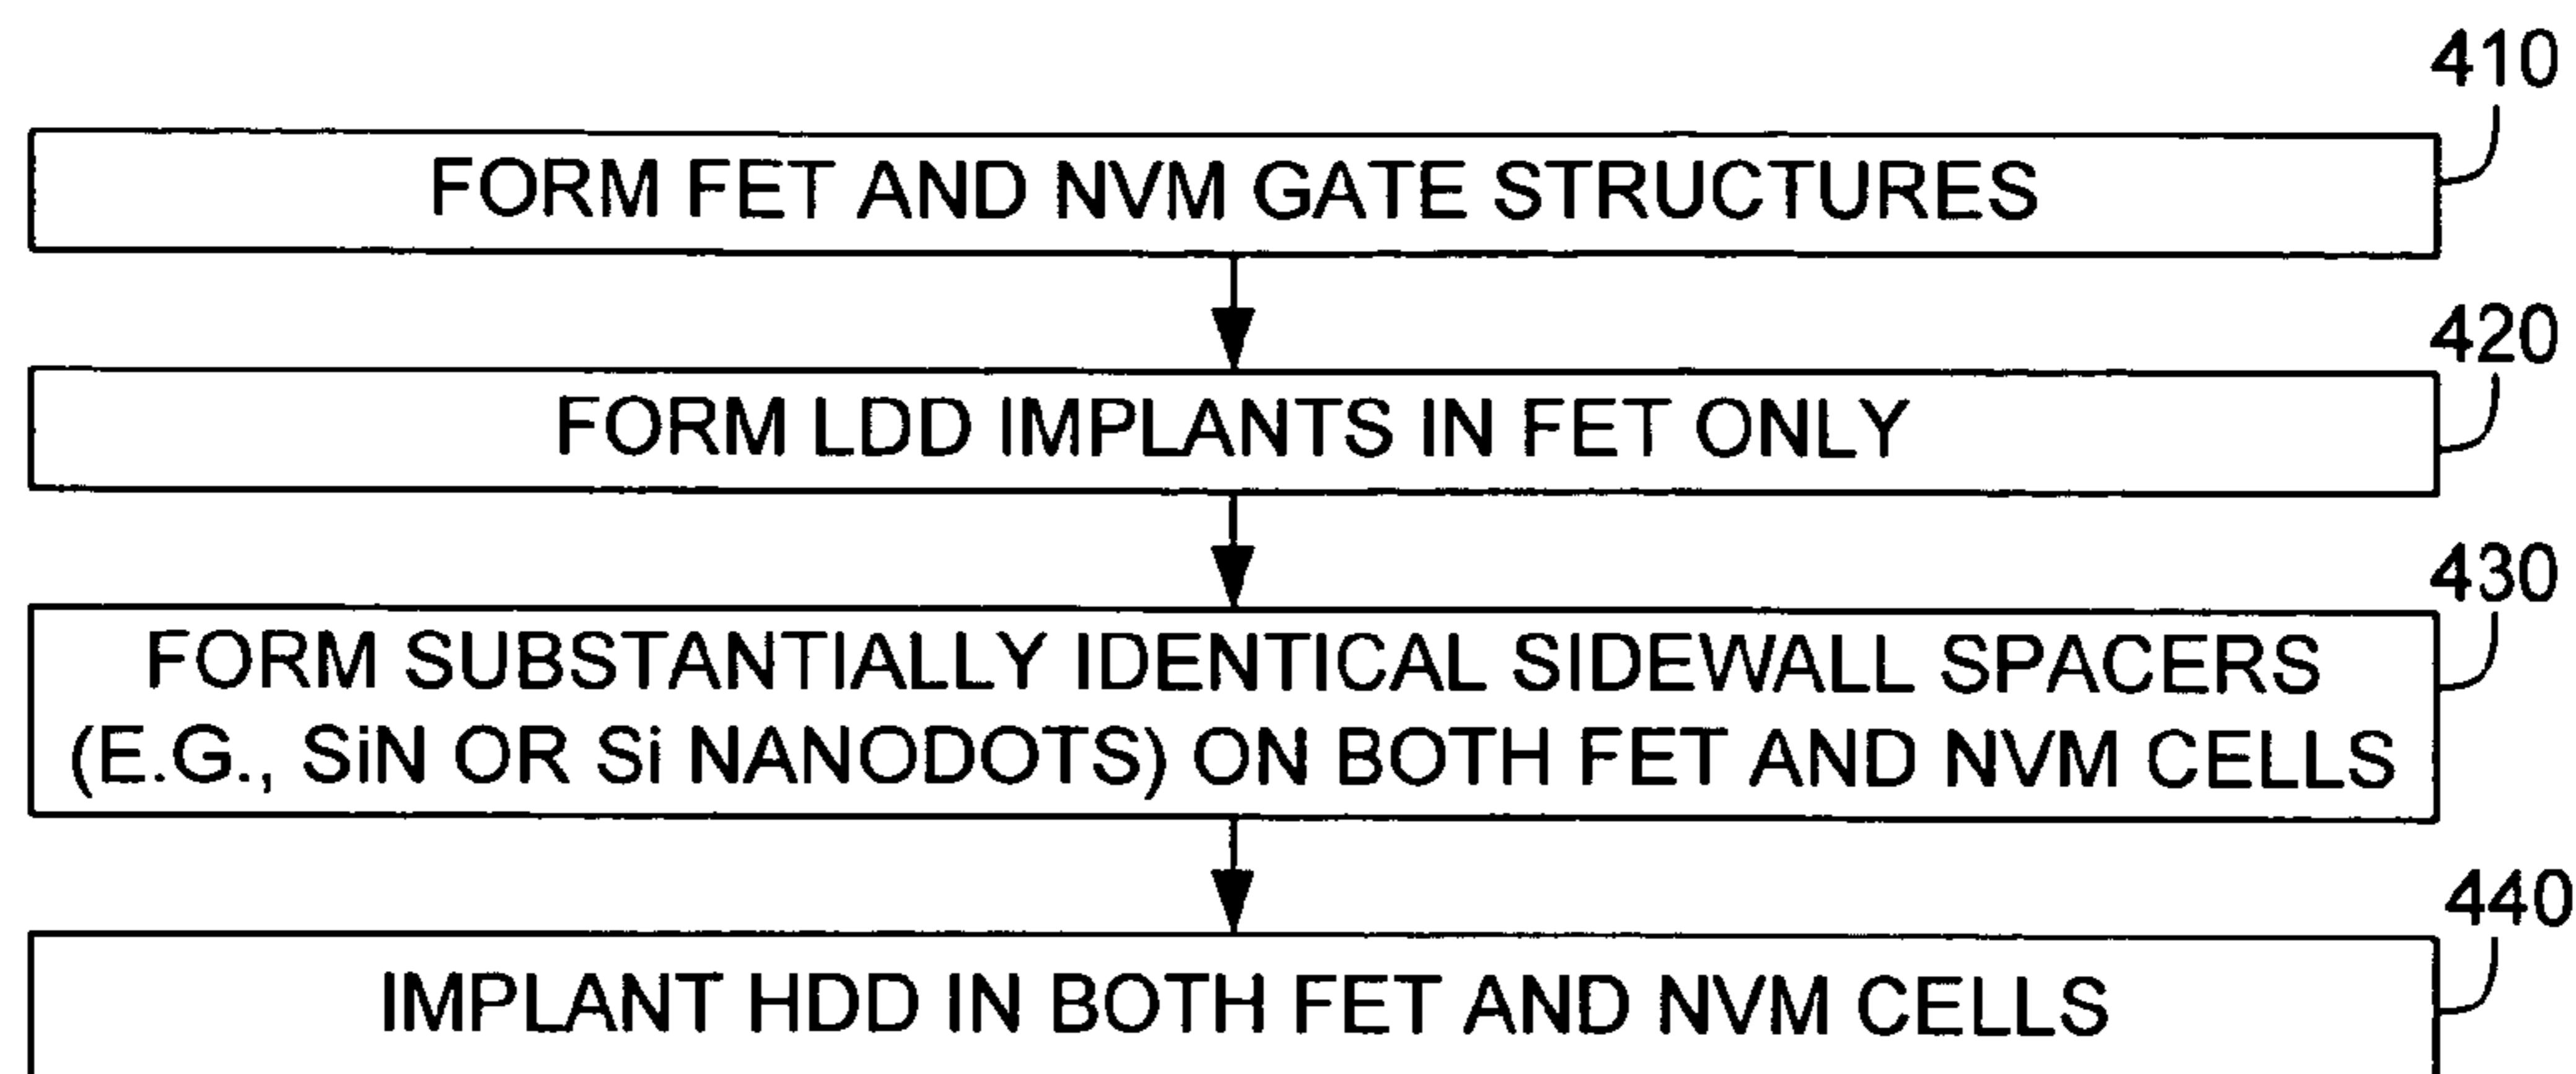 410
FORM FET AND NVM GATE STRUCTURES
420
FORM LDD IMPLANTS IN FET ONLY
430
FORM SUBSTANTIALLY IDENTICAL SIDEWALL SPACERS
(E.G., SiN OR Si NANODOTS) ON BOTH FET AND NVM CELLS
440
IMPLANT HDD IN BOTH FET AND NVM CELLS